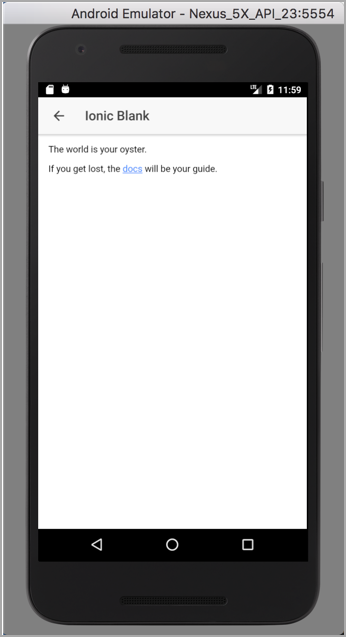 Android Emulator - Nexus_5X_API_23:5554
LTE 11:59
Ionic Blank
The world is your oyster.
If you get lost, the docs will be your guide.